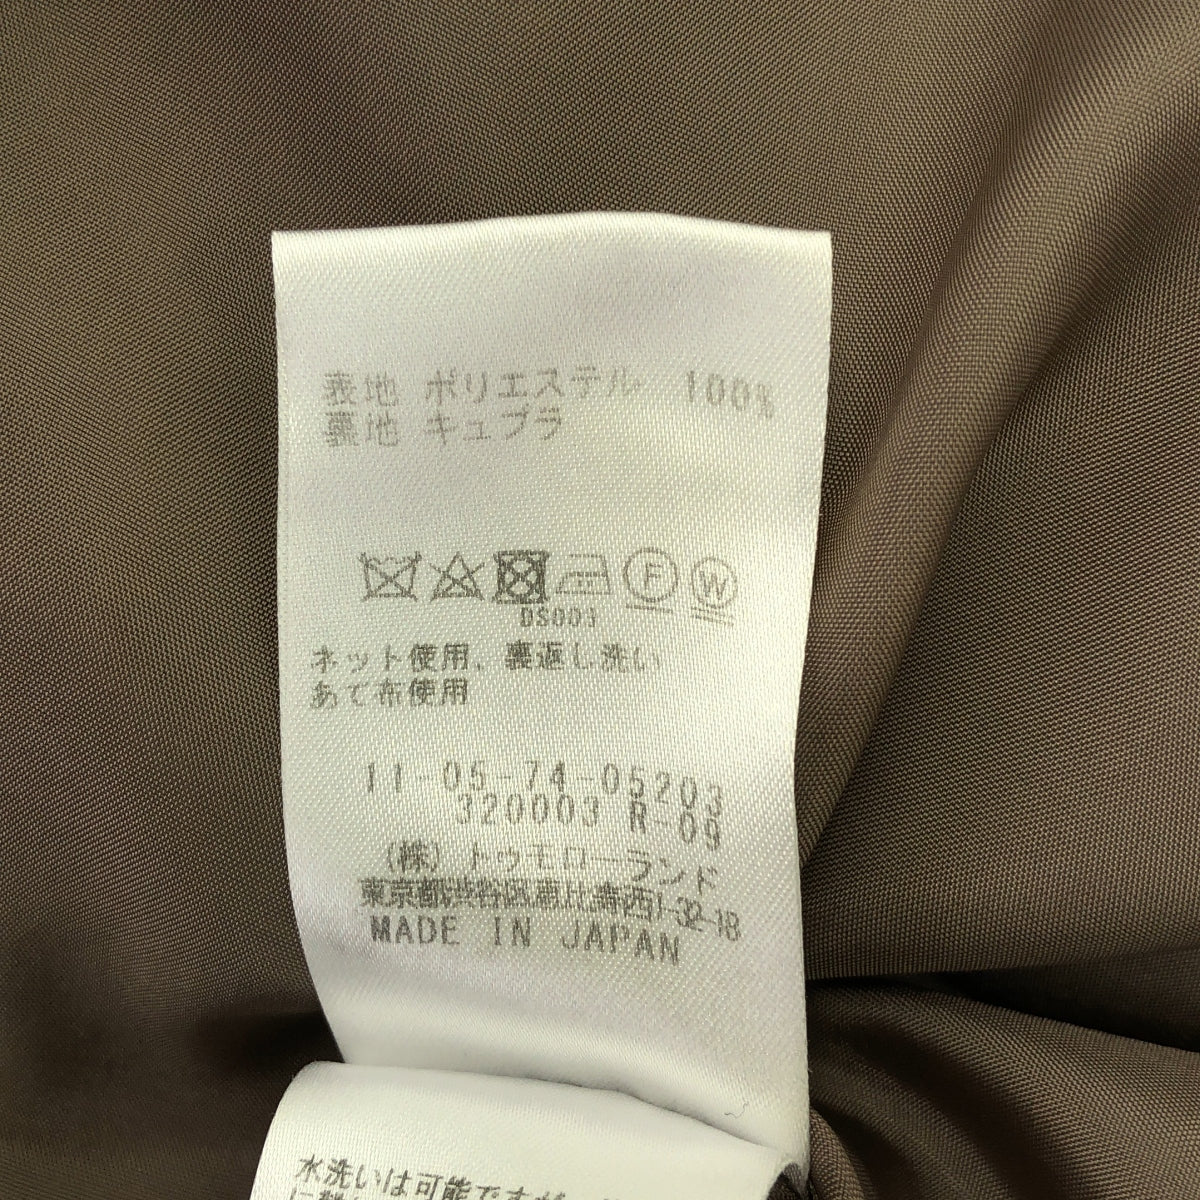 表地 ポリエステル 100%
裏地 キュプラ
F W
DS003
ネット使用、裏返し洗い
あて布使用
11-05-74-05203
320003 R-09
(株) トゥモローランド
東京都渋谷区恵比寿西1-32-18
MADE IN JAPAN
水洗いは可能ですが